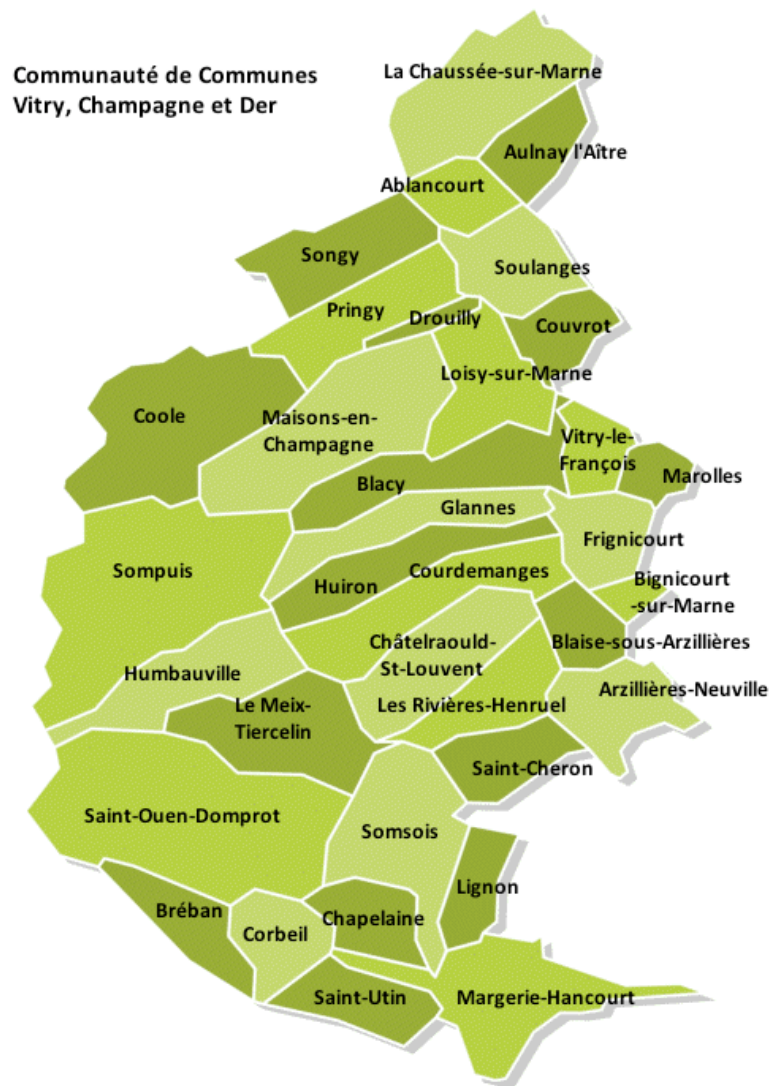 Communauté de Communes
Vitry, Champagne et Der
La Chaussée-sur-Marne
Aulnay l'Aître
Ablancourt
Songy
Soulanges
Pringy
Drouilly
Couvrot
Loisy-sur-Marne
Coole
Maisons-en-
Champagne
Vitry-le-
François
Marolles
Blacy
Glannes
Frignicourt
Sompuis
Huiron
Courdemanges
Bignicourt
-sur-Marne
Châtelraould-
St-Louvent
Blaise-sous-Arzillières
Humbauville
Arzillières-Neuville
Le Meix-
Tiercelin
Les Rivières-Henruel
Saint-Cheron
Saint-Ouen-Domprot
Somsois
Lignon
Bréban
Chapelaine
Corbeil
Saint-Utin
Margerie-Hancourt